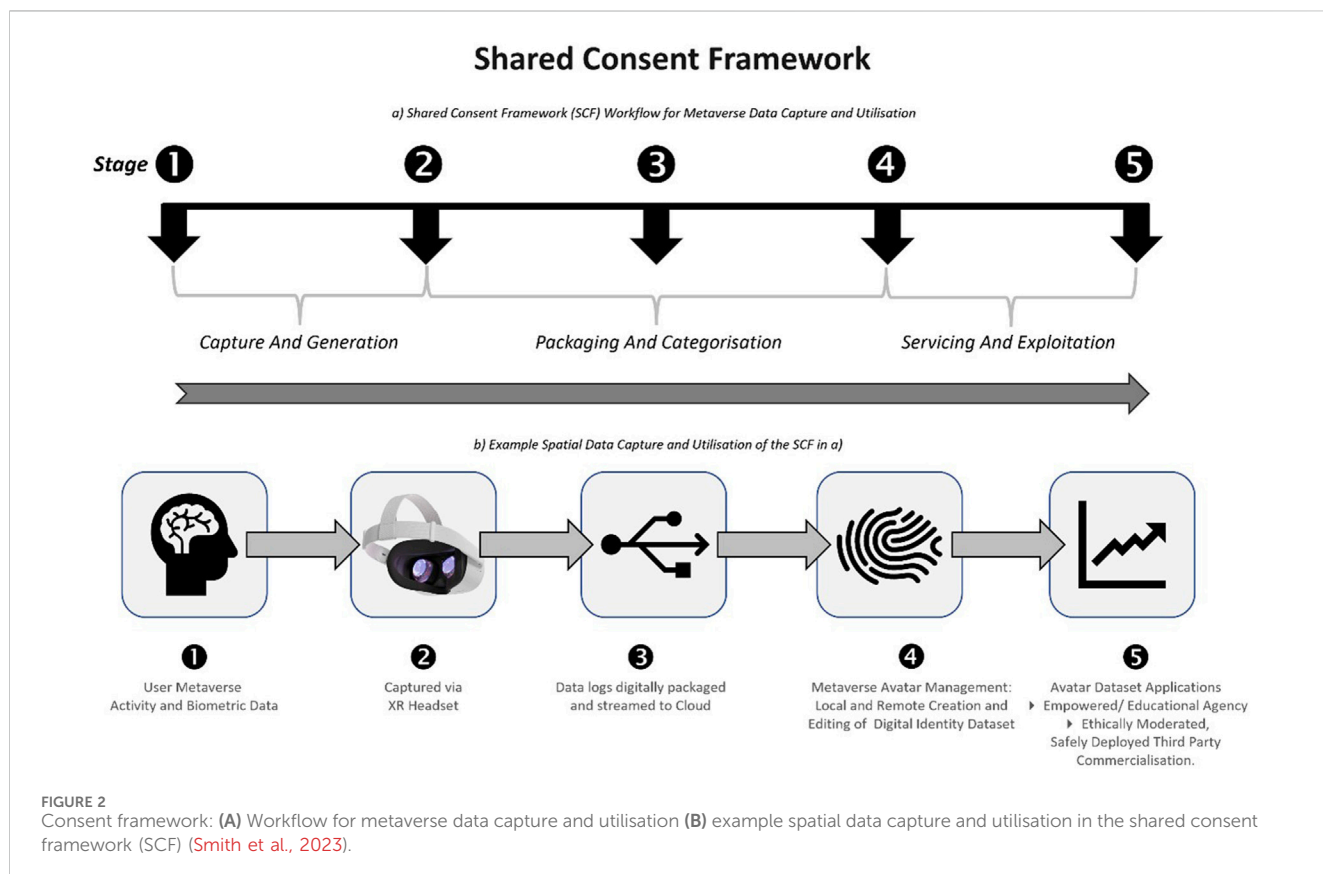 Shared Consent Framework
a) Shared Consent Framework (SCF) Workflow for Metaverse Data Capture and Utilisation
Stage 1 2 3 4 5
Capture And Generation Packaging And Categorisation Servicing And Exploitation
b) Example Spatial Data Capture and Utilisation of the SCF in a)
1
User Metaverse
Activity and Biometric Data
2
Captured via
XR Headset
3
Data logs digitally packaged
and streamed to Cloud
4
Metaverse Avatar Management:
Local and Remote Creation and
Editing of Digital Identity Dataset
5
Avatar Dataset Applications
Empowered/ Educational Agency
Ethically Moderated,
Safely Deployed Third Party
Commercialisation.
FIGURE 2
Consent framework: (A) Workflow for metaverse data capture and utilisation (B) example spatial data capture and utilisation in the shared consent
framework (SCF) (Smith et al., 2023).